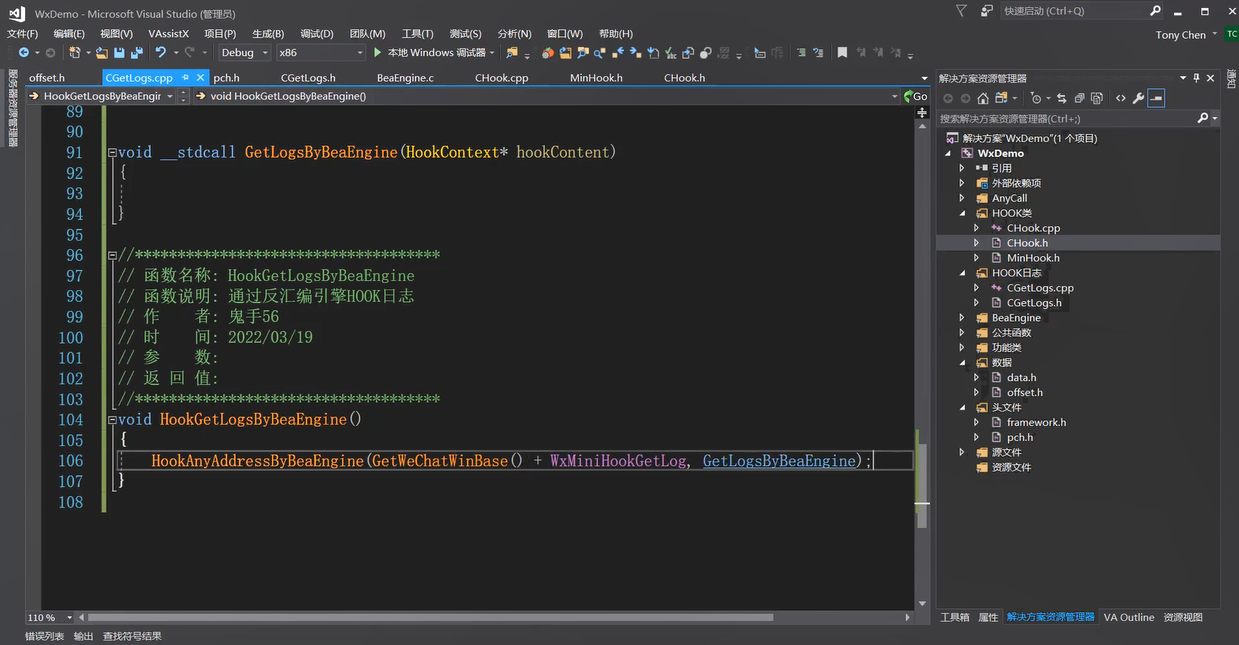 WxDemo - Microsoft Visual Studio (管理员)
快速启动 (Ctrl+Q)
文件(F) 编辑(E) 视图(V) VAssistX 项目(P) 生成(B) 调试(D) 团队(M) 工具(T) 测试(S) 分析(N) 窗口(W) 帮助(H)
Tony Chen TC
Debug x86 本地 Windows 调试器
服务器资源管理器
offset.h CGetLogs.cpp pch.h CGetLogs.h BeaEngine.c CHook.cpp MinHook.h CHook.h
HookGetLogsByBeaEngir void HookGetLogsByBeaEngine() Go
89
90
91 void __stdcall GetLogsByBeaEngine(HookContext* hookContent)
92 {
93
94 }
95
96 //************************************
97 // 函数名称: HookGetLogsByBeaEngine
98 // 函数说明: 通过反汇编引擎HOOK日志
99 // 作 者: 鬼手56
100 // 时 间: 2022/03/19
101 // 参 数:
102 // 返 回 值:
103 //************************************
104 void HookGetLogsByBeaEngine()
105 {
106 HookAnyAddressByBeaEngine(GetWeChatWinBase() + WxMiniHookGetLog, GetLogsByBeaEngine);
107 }
108
110 %
错误列表 输出 查找符号结果
解决方案资源管理器
搜索解决方案资源管理器(Ctrl+;)
解决方案"WxDemo"(1 个项目)
WxDemo
引用
外部依赖项
AnyCall
HOOK类
CHook.cpp
CHook.h
MinHook.h
HOOK日志
CGetLogs.cpp
CGetLogs.h
BeaEngine
公共函数
功能类
数据
data.h
offset.h
头文件
framework.h
pch.h
源文件
资源文件
工具箱 属性 解决方案资源管理器 VA Outline 资源视图
通知